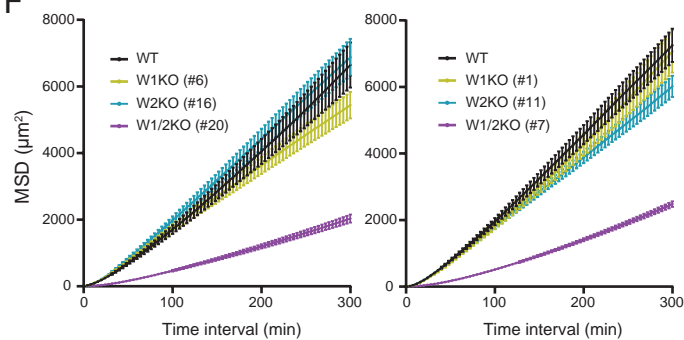 F
8000
6000
4000
2000
0
MSD (µm²)
WT
W1KO (#6)
W2KO (#16)
W1/2KO (#20)
0 100 200 300
Time interval (min)
8000
6000
4000
2000
0
WT
W1KO (#1)
W2KO (#11)
W1/2KO (#7)
0 100 200 300
Time interval (min)